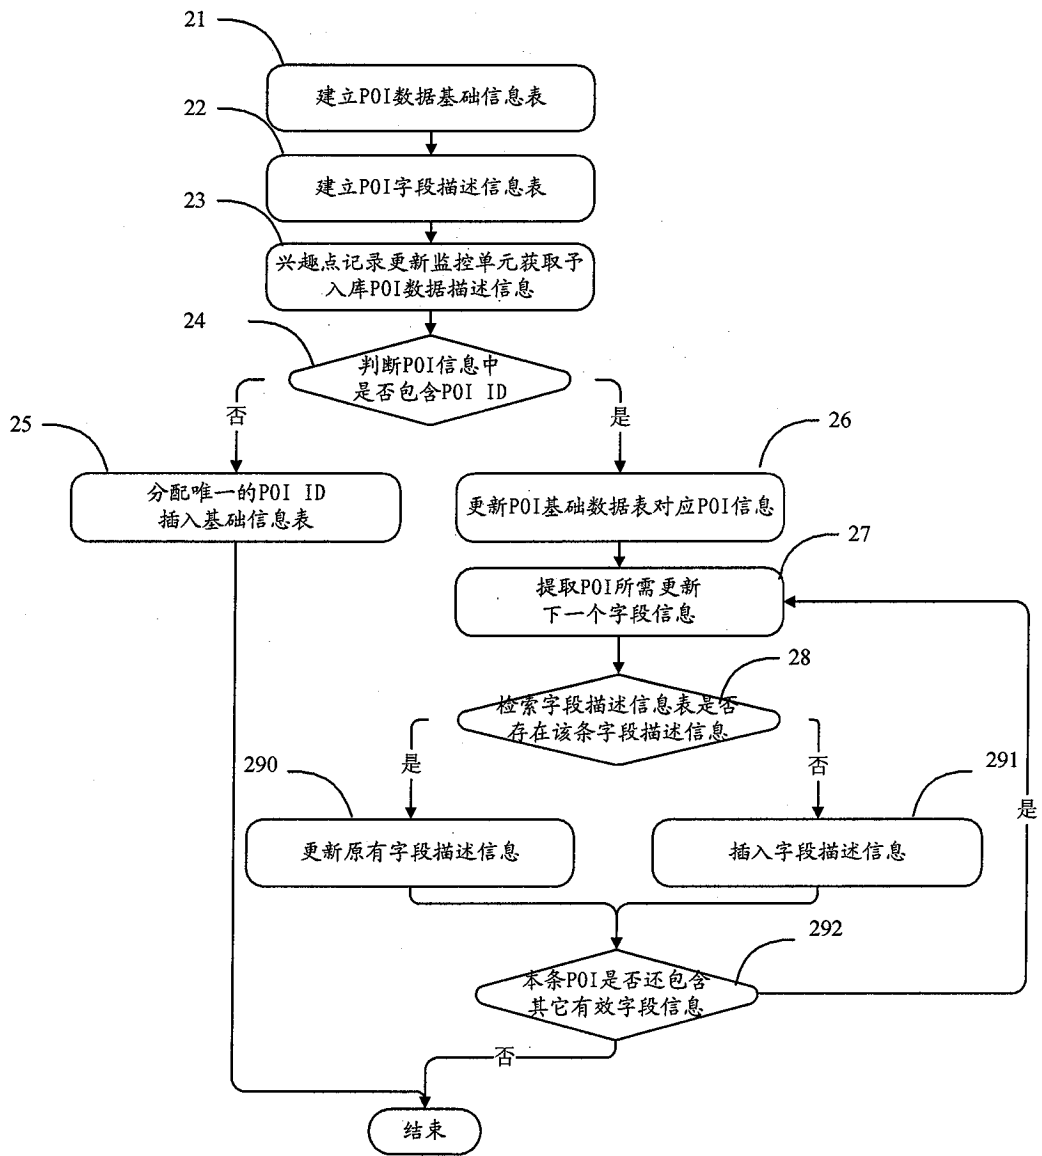 21
建立POI数据基础信息表
22
建立POI字段描述信息表
23
兴趣点记录更新监控单元获取予
入库POI数据描述信息
24
判断POI信息中
是否包含POI ID
否
是
25
分配唯一的POI ID
插入基础信息表
26
更新POI基础数据表对应POI信息
27
提取POI所需更新
下一个字段信息
28
检索字段描述信息表是否
存在该条字段描述信息
是
否
290
更新原有字段描述信息
291
插入字段描述信息
是
292
本条POI是否还包含
其它有效字段信息
否
结束